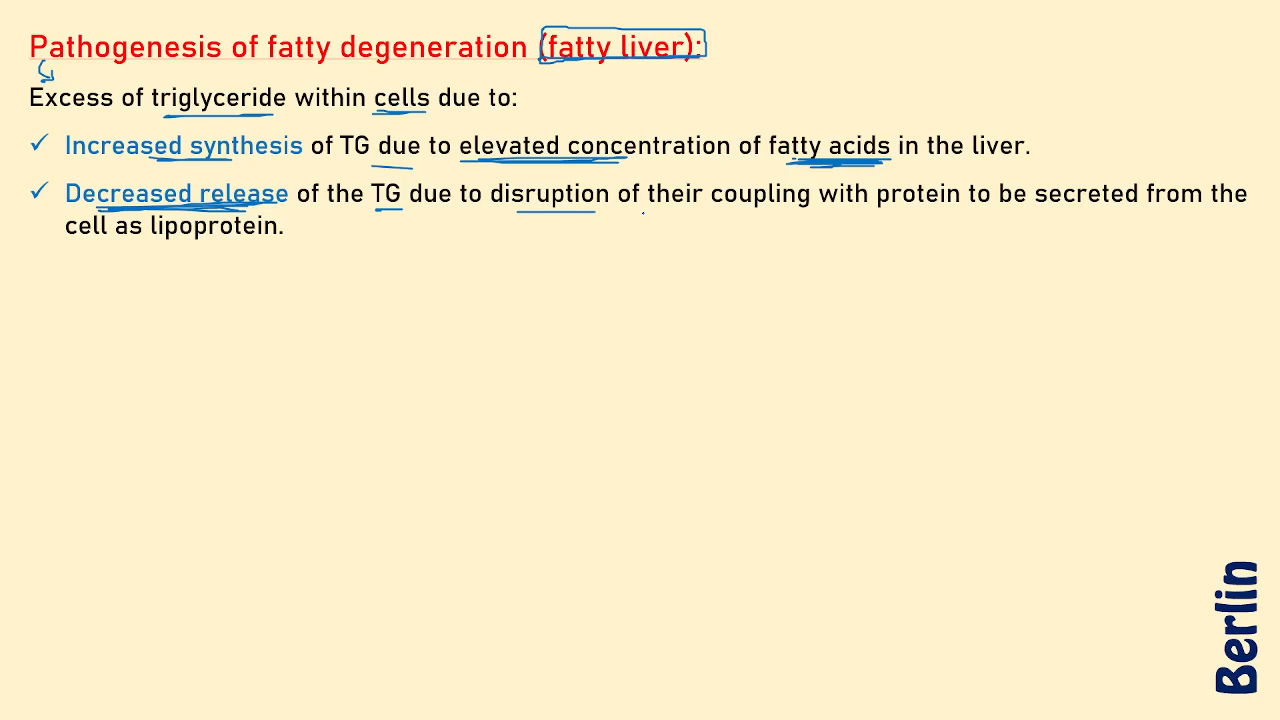 Pathogenesis of fatty degeneration (fatty liver):
Excess of triglyceride within cells due to:
✓ Increased synthesis of TG due to elevated concentration of fatty acids in the liver.
✓ Decreased release of the TG due to disruption of their coupling with protein to be secreted from the
cell as lipoprotein.
Berlin